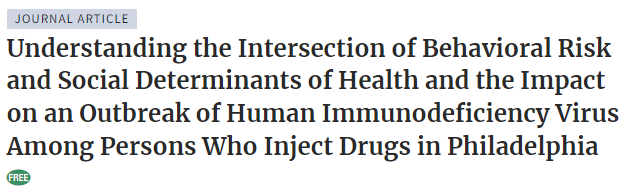 JOURNAL ARTICLE
Understanding the Intersection of Behavioral Risk
and Social Determinants of Health and the Impact
on an Outbreak of Human Immunodeficiency Virus
Among Persons Who Inject Drugs in Philadelphia
FREE